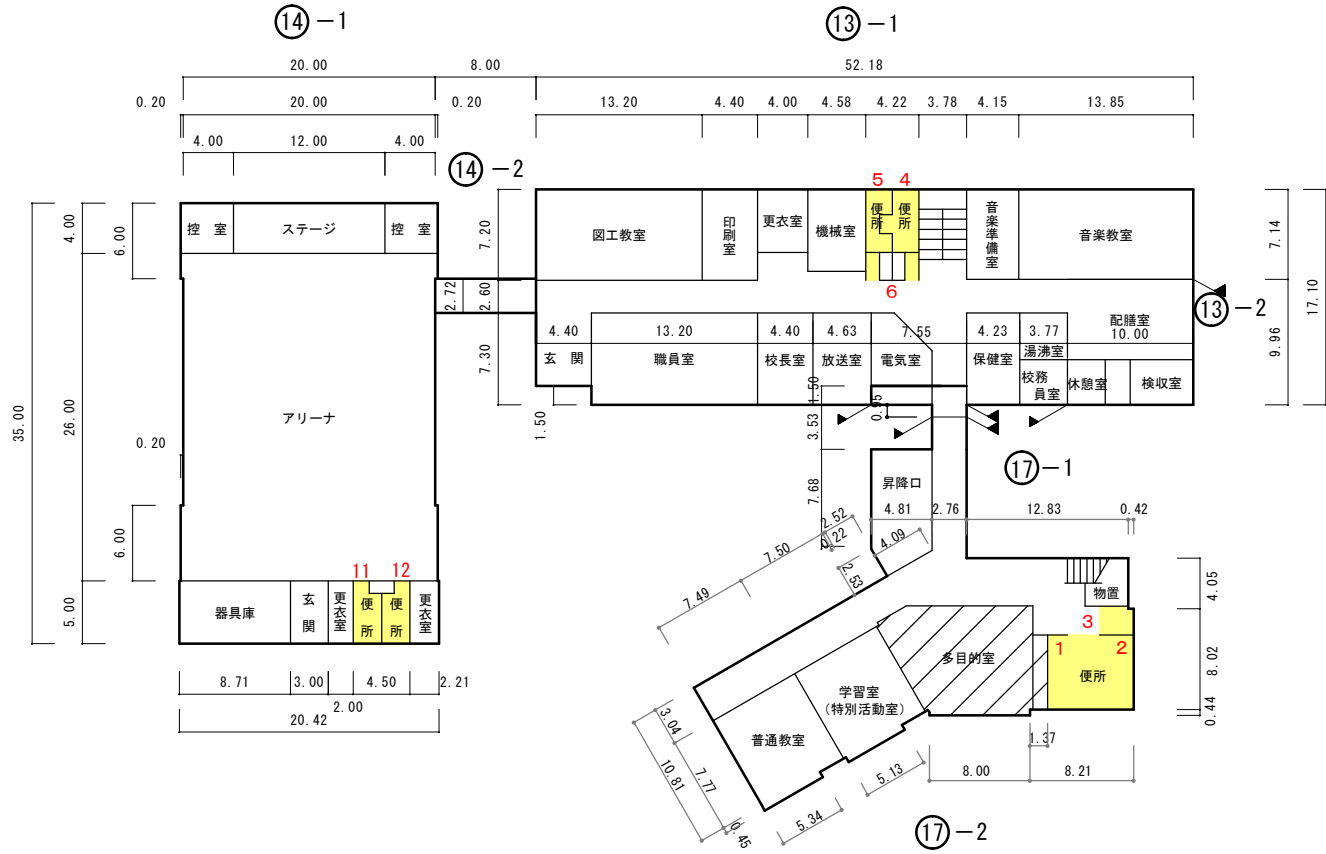 ⑭－1
⑬－1
20.00
8.00
52.18
0.20
20.00
0.20
13.20
4.40
4.00
4.58
4.22
3.78
4.15
13.85
4.00
12.00
4.00
⑭－2
5
4
控　室
ステージ
控　室
図工教室
印刷室
更衣室
機械室
便所
便所
音楽準備室
音楽教室
35.00
26.00
4.00
6.00
7.20
7.14
17.10
6
2.72
2.60
⑬－2
配膳室
4.40
13.20
4.40
4.63
7.55
4.23
3.77
10.00
9.96
7.30
玄　関
職員室
校長室
放送室
電気室
保健室
湯沸室
校務員室
休憩室
検収室
1.50
1.50
0.95
3.53
アリーナ
0.20
⑰－1
昇降口
7.68
4.81
2.76
12.83
0.42
2.52
0.22
7.50
4.09
2.53
7.49
6.00
11
12
4.05
物置
5.00
器具庫
玄関
更衣室
便所
便所
更衣室
3
1
2
多目的室
便所
8.02
学習室
（特別活動室）
8.71
3.00
2.00
4.50
2.21
20.42
0.44
3.04
普通教室
1.37
10.81
7.77
8.00
8.21
5.13
5.34
0.45
⑰－2